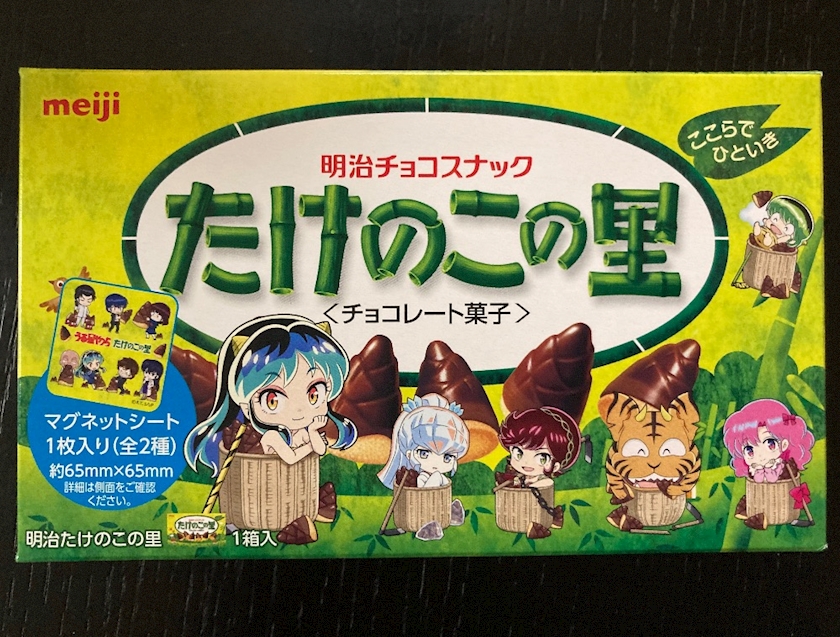 meiji
ここらで
ひといき
明治チョコスナック
たけのこの里
〈チョコレート菓子〉
うる星やつら たけのこの里
マグネットシート
1枚入り(全2種)
約65mm×65mm
詳細は側面をご確認
ください。
明治たけのこの里
たけのこの里
1箱入